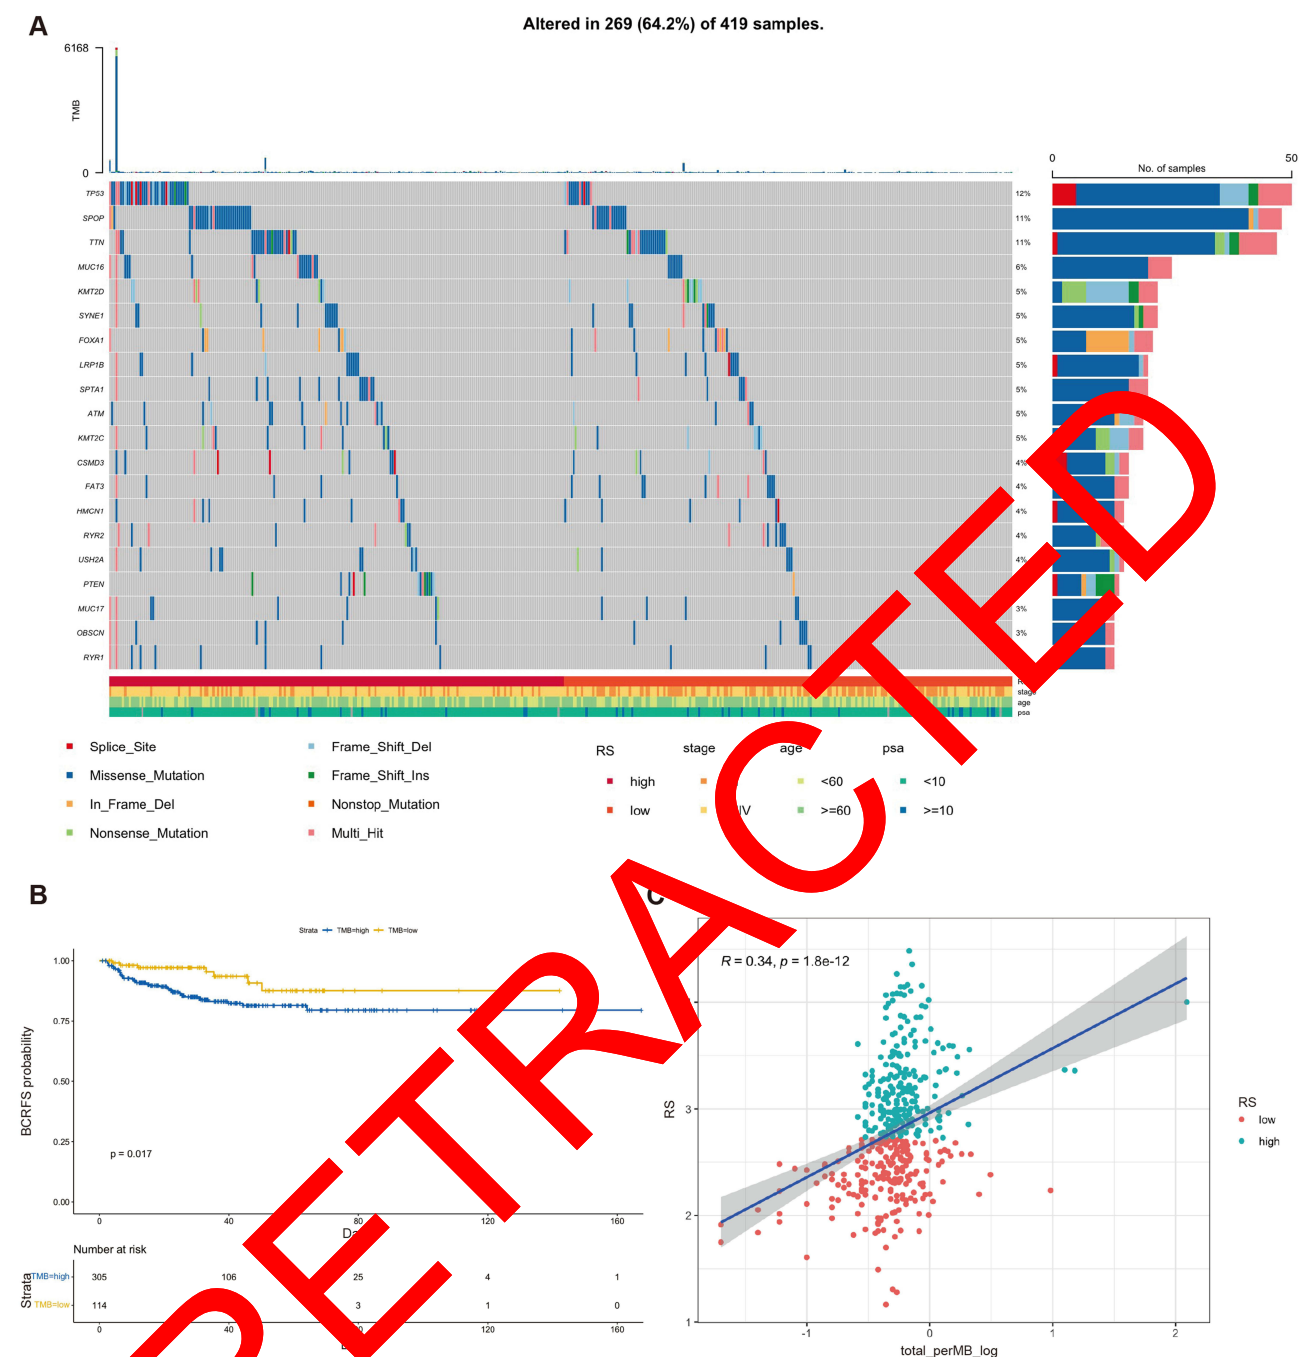 A
Altered in 269 (64.2%) of 419 samples.
6168
TMB
0
0
50
No. of samples
TP53 12%
SPOP 11%
TTN 11%
MUC16 6%
KMT2D 5%
SYNE1 5%
FOXA1 5%
LRP1B 5%
SPTA1 5%
ATM 5%
KMT2C 5%
CSMD3 4%
FAT3 4%
HMCN1 4%
RYR2 4%
USH2A 4%
PTEN
MUC17 3%
OBSCN 3%
RYR1
stage
age
psa
Splice_Site
Missense_Mutation
In_Frame_Del
Nonsense_Mutation
Frame_Shift_Del
Frame_Shift_Ins
Nonstop_Mutation
Multi_Hit
RS
high
low
stage
IV
age
<60
>=60
psa
<10
>=10
RETRACTED
B
Strata TMB=high TMB=low
BCRFS probability
1.00
0.75
0.50
0.25
0.00
p = 0.017
0 40 80 120 160
Number at risk
Strata
TMB=high 305 106 25 4 1
TMB=low 114 3 1 0
0 40 80 120 160
C
R = 0.34, p = 1.8e-12
RS
3
2
1
-1 0 1 2
total_perMB_log
RS
low
high